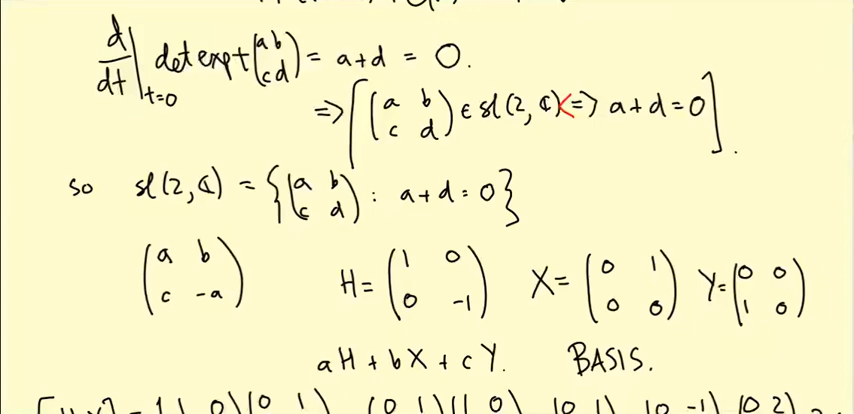 d/dt|_{t=0} det exp t (a b; c d) = a+d = 0.
=> [(a b; c d) ∈ sl(2, ℂ) <=> a+d=0].
so sl(2, ℂ) = {(a b; c d) : a+d=0}
(a b; c -a) H= (1 0; 0 -1) X= (0 1; 0 0) Y= (0 0; 1 0)
aH + bX + cY. BASIS.